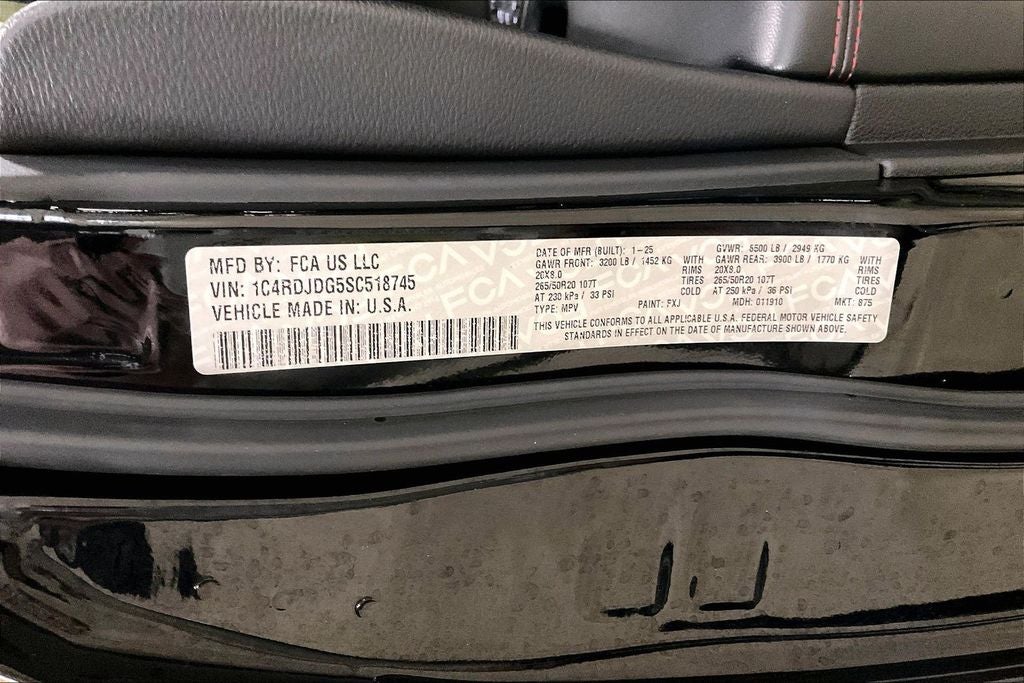 MFD BY: FCA US LLC
VIN: 1C4RDJDG5SC518745
VEHICLE MADE IN: U.S.A.
DATE OF MFR (BUILT): 1-25 GVWR: 6500 LB / 2949 KG
GAWR FRONT: 3200 LB / 1452 KG WITH GAWR REAR: 3900 LB / 1770 KG WITH
20X8.0 RIMS 20X8.0 RIMS
265/50R20 107T TIRES 265/50R20 107T TIRES
AT 230 kPa / 33 PSI COLD AT 250 kPa / 36 PSI COLD
TYPE: MPV PAINT: FXJ MDH: 011910 MKT: 875
THIS VEHICLE CONFORMS TO ALL APPLICABLE U.S.A. FEDERAL MOTOR VEHICLE SAFETY
STANDARDS IN EFFECT ON THE DATE OF MANUFACTURE SHOWN ABOVE.